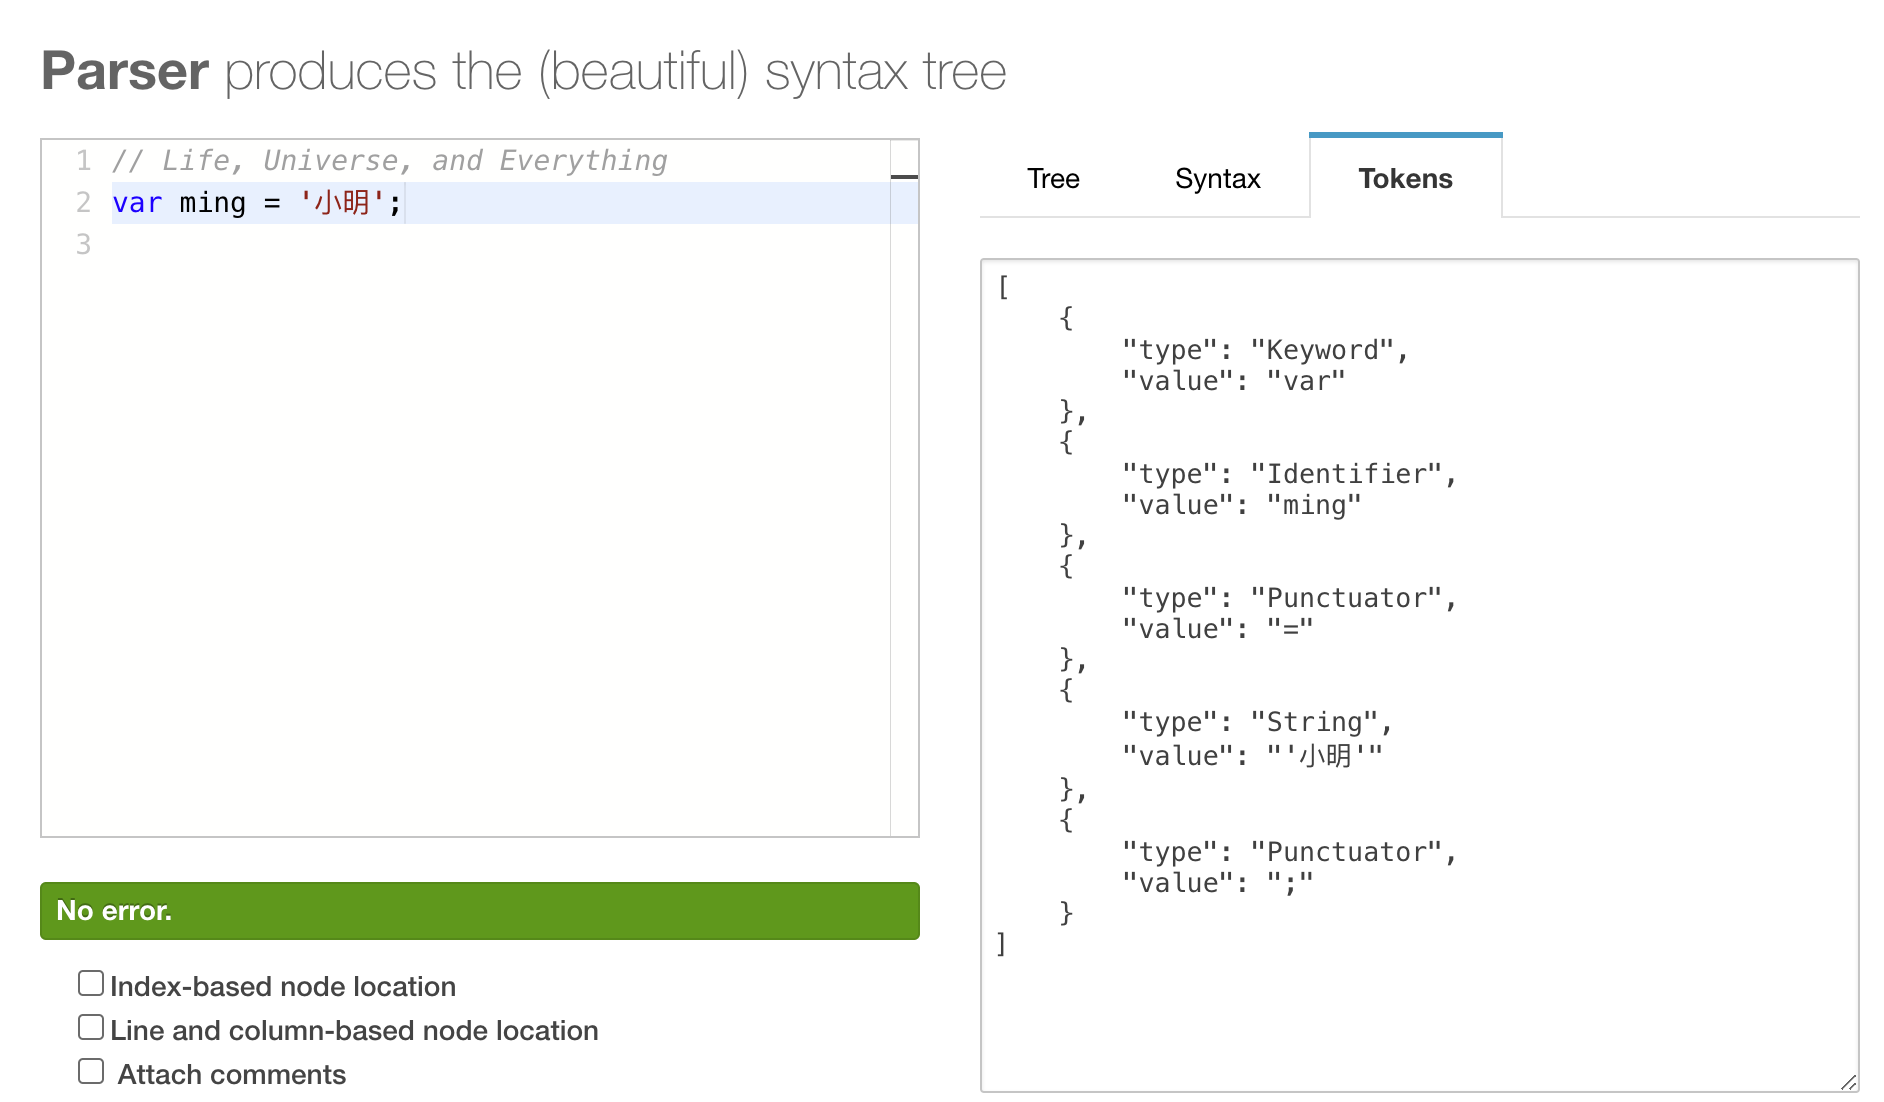 Parser produces the (beautiful) syntax tree
1 // Life, Universe, and Everything
2 var ming = '小明';
3
No error.
Index-based node location
Line and column-based node location
Attach comments
Tree Syntax Tokens
[
    {
        "type": "Keyword",
        "value": "var"
    },
    {
        "type": "Identifier",
        "value": "ming"
    },
    {
        "type": "Punctuator",
        "value": "="
    },
    {
        "type": "String",
        "value": "'小明'"
    },
    {
        "type": "Punctuator",
        "value": ";"
    }
]